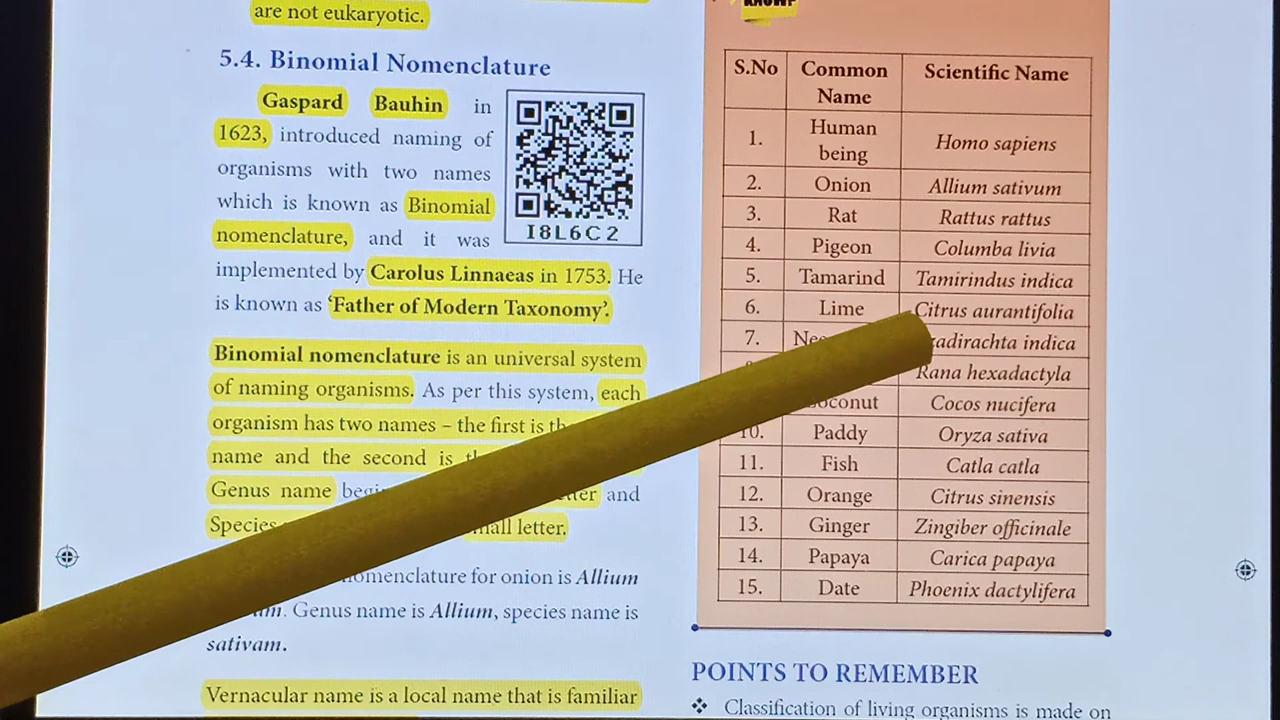 are not eukaryotic.
5.4. Binomial Nomenclature
Gaspard Bauhin in
1623, introduced naming of
organisms with two names
which is known as Binomial
nomenclature, and it was
implemented by Carolus Linnaeas in 1753. He
is known as ‘Father of Modern Taxonomy’.
I8L6C2
Binomial nomenclature is an universal system
of naming organisms. As per this system, each
organism has two names – the first is
name and the second is
Genus name and
Species small letter.
nomenclature for onion is Allium
Genus name is Allium, species name is
sativam.
Vernacular name is a local name that is familiar
KNOW?
S.No Common Name Scientific Name
1. Human being Homo sapiens
2. Onion Allium sativum
3. Rat Rattus rattus
4. Pigeon Columba livia
5. Tamarind Tamirindus indica
6. Lime Citrus aurantifolia
7. indica
Rana hexadactyla
Coconut Cocos nucifera
10. Paddy Oryza sativa
11. Fish Catla catla
12. Orange Citrus sinensis
13. Ginger Zingiber officinale
14. Papaya Carica papaya
15. Date Phoenix dactylifera
POINTS TO REMEMBER
❖ Classification of living organisms is made on